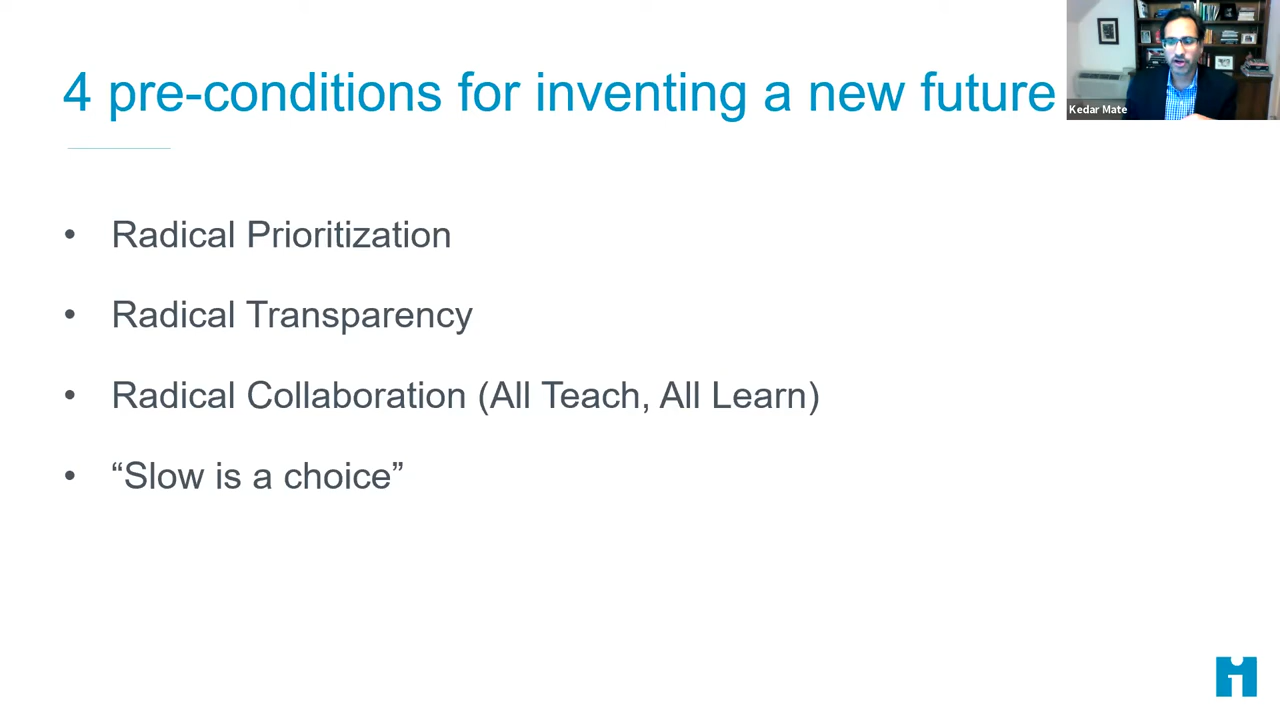 4 pre-conditions for inventing a new future
Kedar Mate
• Radical Prioritization
• Radical Transparency
• Radical Collaboration (All Teach, All Learn)
• “Slow is a choice”